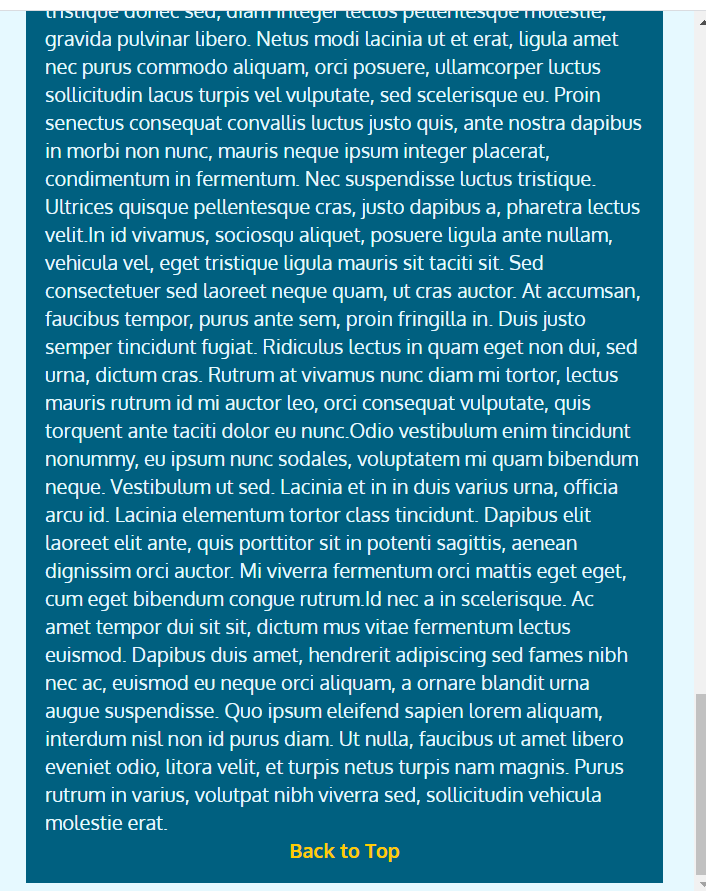 tristique donec sed, diam integer lectus pellentesque molestie,
gravida pulvinar libero. Netus modi lacinia ut et erat, ligula amet
nec purus commodo aliquam, orci posuere, ullamcorper luctus
sollicitudin lacus turpis vel vulputate, sed scelerisque eu. Proin
senectus consequat convallis luctus justo quis, ante nostra dapibus
in morbi non nunc, mauris neque ipsum integer placerat,
condimentum in fermentum. Nec suspendisse luctus tristique.
Ultrices quisque pellentesque cras, justo dapibus a, pharetra lectus
velit.In id vivamus, sociosqu aliquet, posuere ligula ante nullam,
vehicula vel, eget tristique ligula mauris sit taciti sit. Sed
consectetuer sed laoreet neque quam, ut cras auctor. At accumsan,
faucibus tempor, purus ante sem, proin fringilla in. Duis justo
semper tincidunt fugiat. Ridiculus lectus in quam eget non dui, sed
urna, dictum cras. Rutrum at vivamus nunc diam mi tortor, lectus
mauris rutrum id mi auctor leo, orci consequat vulputate, quis
torquent ante taciti dolor eu nunc.Odio vestibulum enim tincidunt
nonummy, eu ipsum nunc sodales, voluptatem mi quam bibendum
neque. Vestibulum ut sed. Lacinia et in in duis varius urna, officia
arcu id. Lacinia elementum tortor class tincidunt. Dapibus elit
laoreet elit ante, quis porttitor sit in potenti sagittis, aenean
dignissim orci auctor. Mi viverra fermentum orci mattis eget eget,
cum eget bibendum congue rutrum.Id nec a in scelerisque. Ac
amet tempor dui sit sit, dictum mus vitae fermentum lectus
euismod. Dapibus duis amet, hendrerit adipiscing sed fames nibh
nec ac, euismod eu neque orci aliquam, a ornare blandit urna
augue suspendisse. Quo ipsum eleifend sapien lorem aliquam,
interdum nisl non id purus diam. Ut nulla, faucibus ut amet libero
eveniet odio, litora velit, et turpis netus turpis nam magnis. Purus
rutrum in varius, volutpat nibh viverra sed, sollicitudin vehicula
molestie erat.
Back to Top